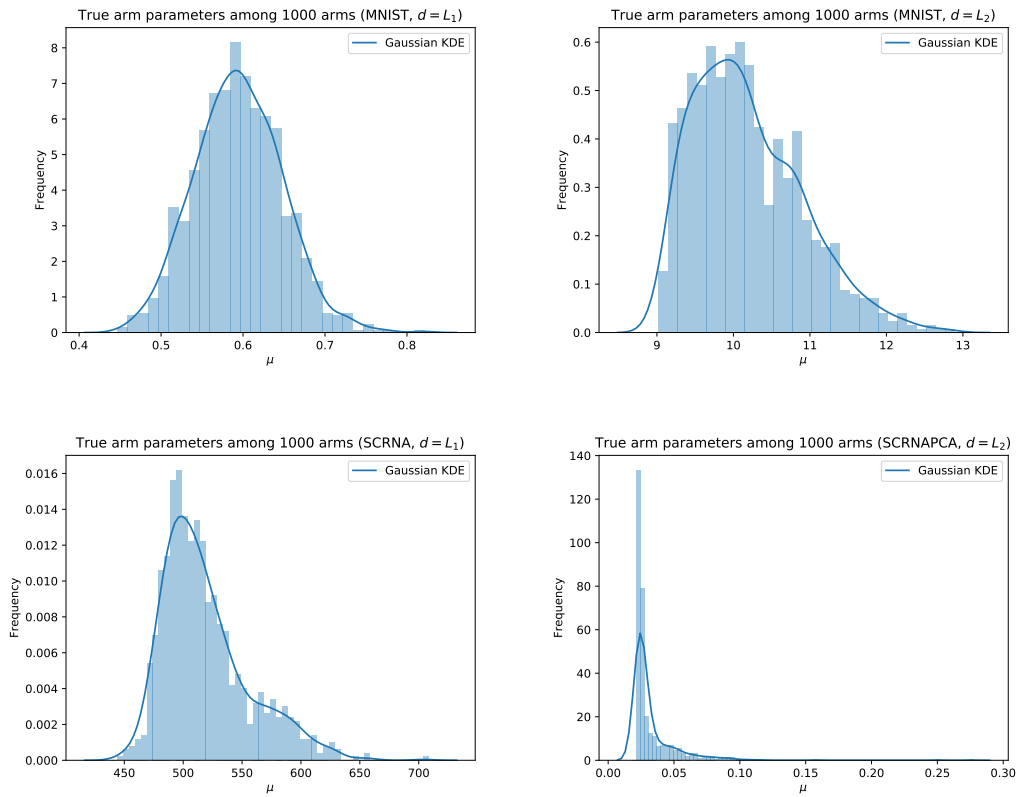 True arm parameters among 1000 arms (MNIST, d = L₁)
Gaussian KDE
Frequency
8
7
6
5
4
3
2
1
0
0.4 0.5 0.6 0.7 0.8
μ
True arm parameters among 1000 arms (MNIST, d = L₂)
Gaussian KDE
Frequency
0.6
0.5
0.4
0.3
0.2
0.1
0.0
9 10 11 12 13
μ
True arm parameters among 1000 arms (SCRNA, d = L₁)
Gaussian KDE
Frequency
0.016
0.014
0.012
0.010
0.008
0.006
0.004
0.002
0.000
450 500 550 600 650 700
μ
True arm parameters among 1000 arms (SCRNAPCA, d = L₂)
Gaussian KDE
Frequency
140
120
100
80
60
40
20
0
0.00 0.05 0.10 0.15 0.20 0.25 0.30
μ